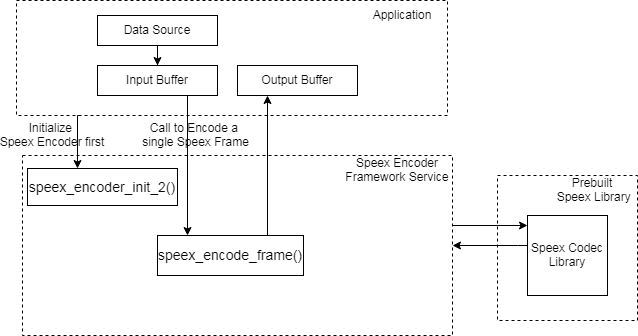 Application
Data Source
Input Buffer
Output Buffer
Initialize
Speex Encoder first
Call to Encode a
single Speex Frame
Speex Encoder
Framework Service
speex_encoder_init_2()
speex_encode_frame()
Prebuilt
Speex Library
Speex Codec
Library